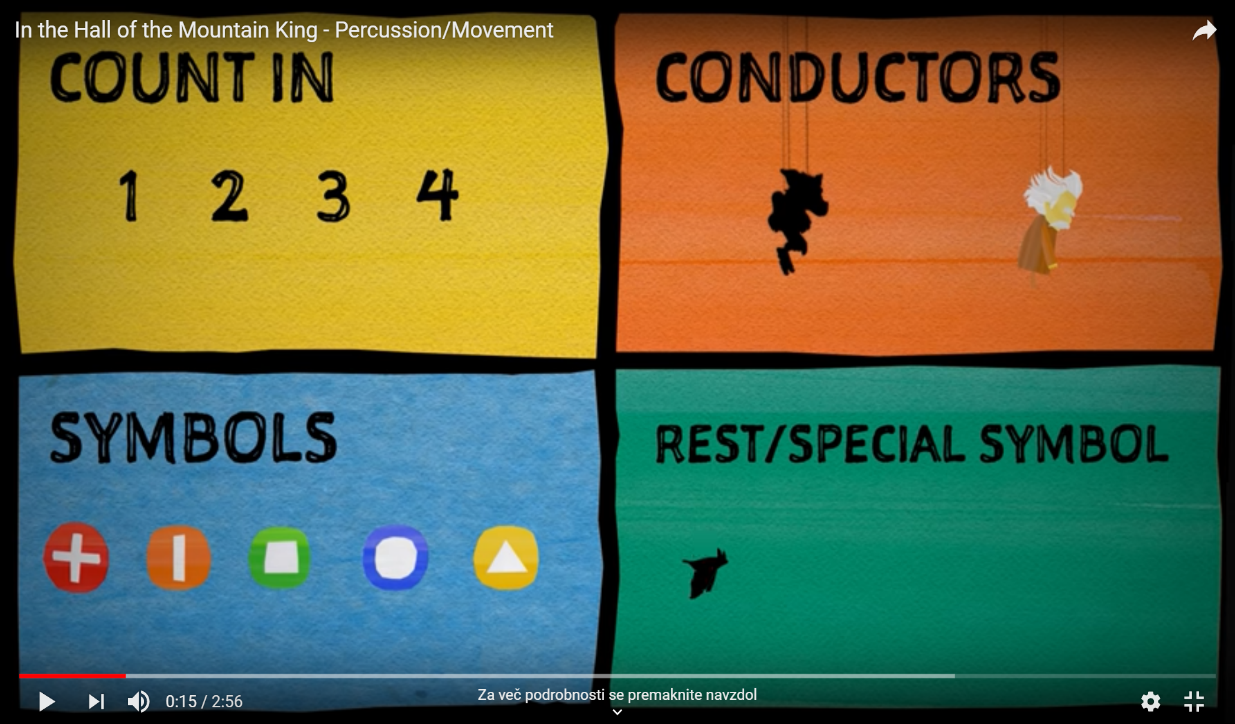 In the Hall of the Mountain King - Percussion/Movement
COUNT IN
1 2 3 4
CONDUCTORS
SYMBOLS
REST/SPECIAL SYMBOL
0:15 / 2:56
Za več podrobnosti se premaknite navzdol